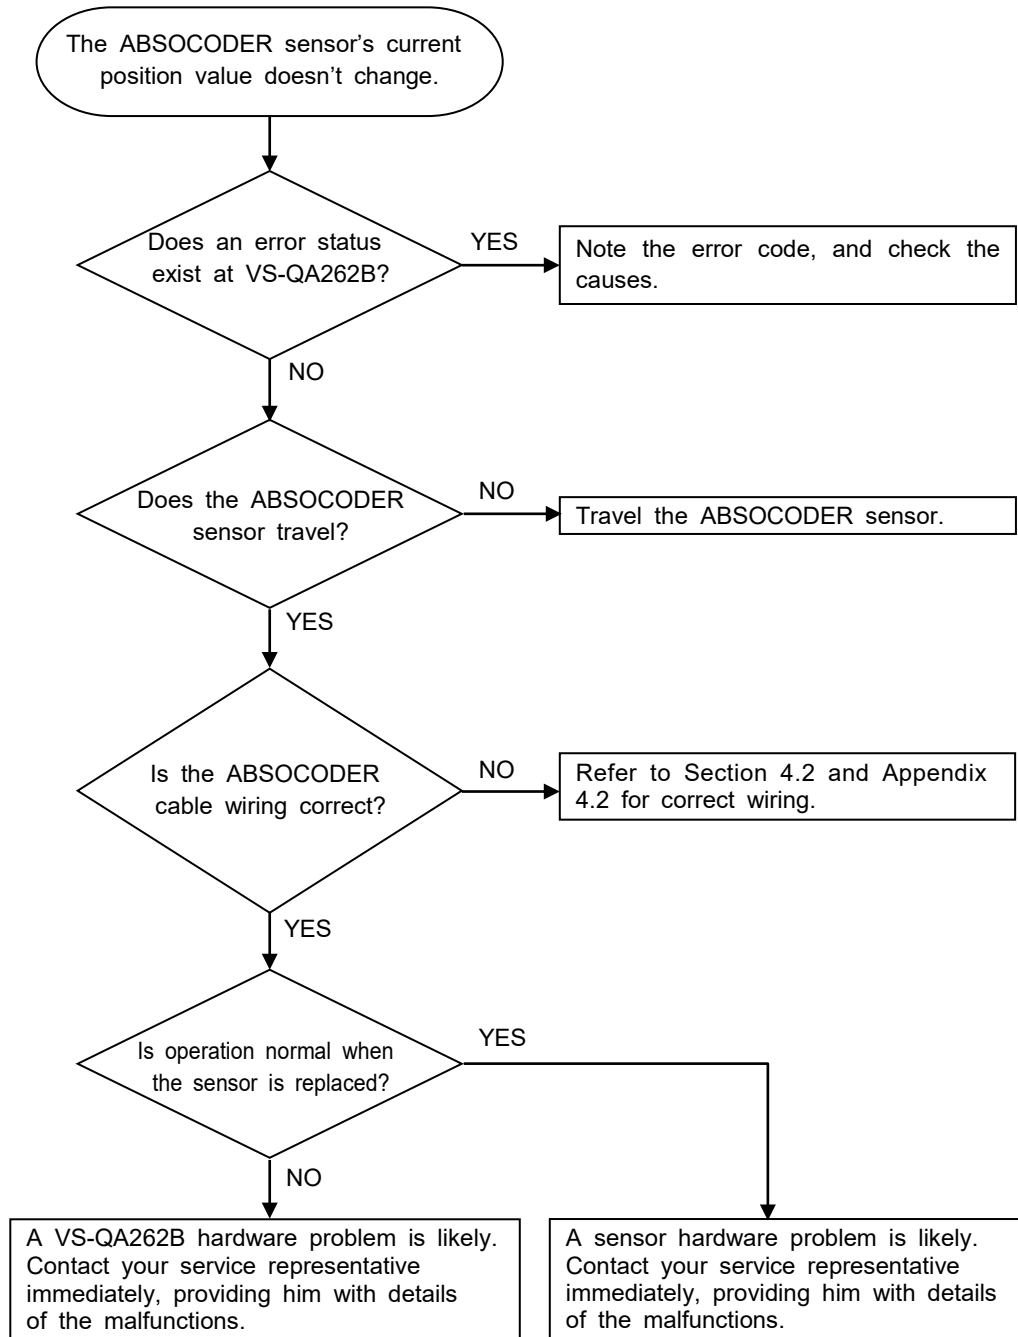 The ABSOCODER sensor's current
position value doesn't change.
Does an error status
exist at VS-QA262B?
YES
Note the error code, and check the
causes.
NO
Does the ABSOCODER
sensor travel?
NO
Travel the ABSOCODER sensor.
YES
Is the ABSOCODER
cable wiring correct?
NO
Refer to Section 4.2 and Appendix
4.2 for correct wiring.
YES
Is operation normal when
the sensor is replaced?
YES
NO
A VS-QA262B hardware problem is likely.
Contact your service representative
immediately, providing him with details
of the malfunctions.
A sensor hardware problem is likely.
Contact your service representative
immediately, providing him with details
of the malfunctions.